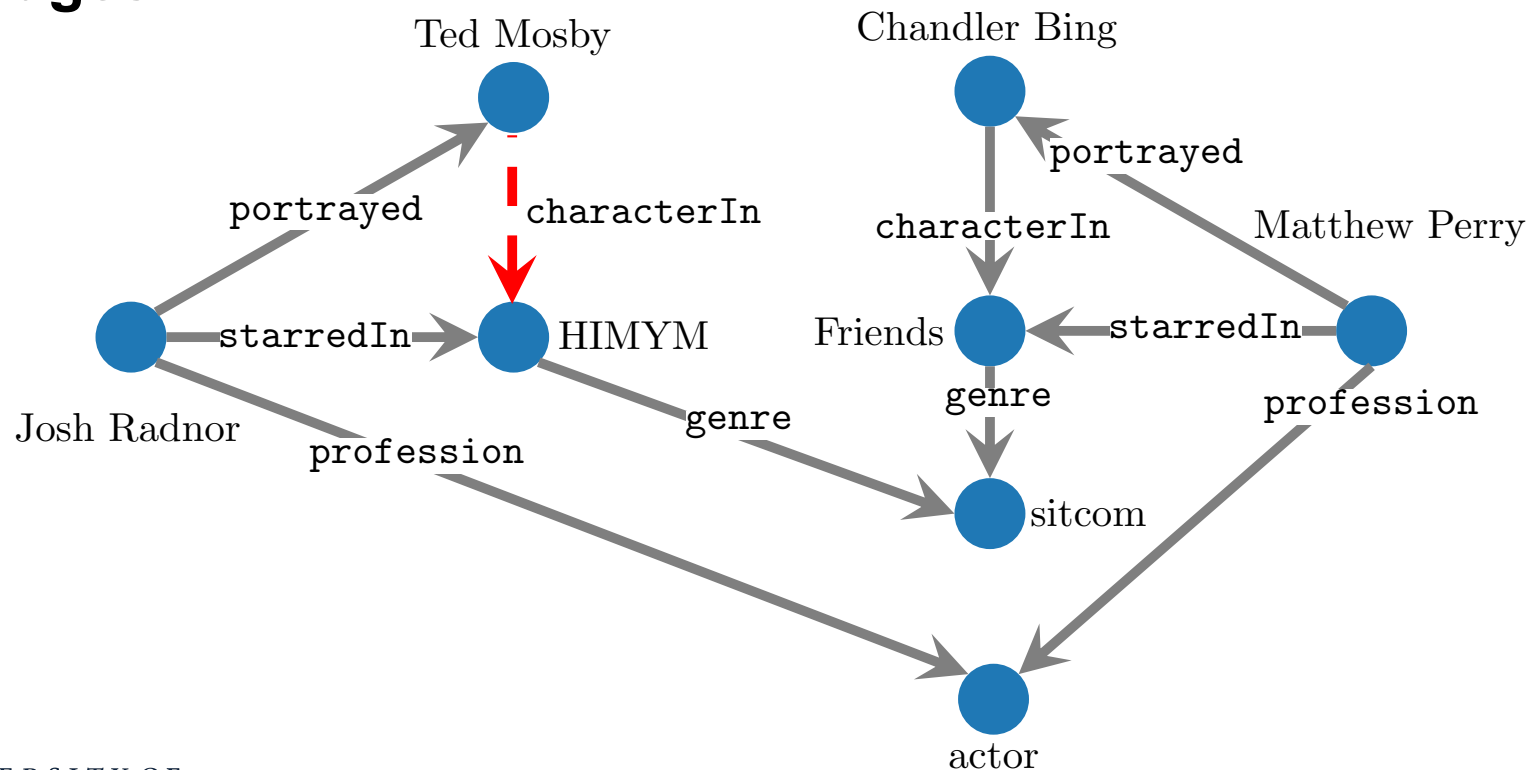 Ted Mosby
Chandler Bing
portrayed
portrayed
characterIn
characterIn
Matthew Perry
starredIn
HIMYM
Friends
starredIn
genre
profession
genre
Josh Radnor
profession
sitcom
actor